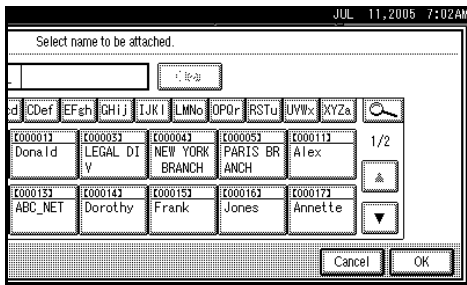 JUL 11,2005 7:02AM
Select name to be attached.
Clear
cd CDef EFgh GHij IJKl LMNo OPQr RSTu UVWx XYZa
[00001] [00003] [00004] [00005] [00011]
Donald LEGAL DI NEW YORK PARIS BR Alex
V BRANCH ANCH
1/2
[00013] [00014] [00015] [00016] [00017]
ABC_NET Dorothy Frank Jones Annette
Cancel OK